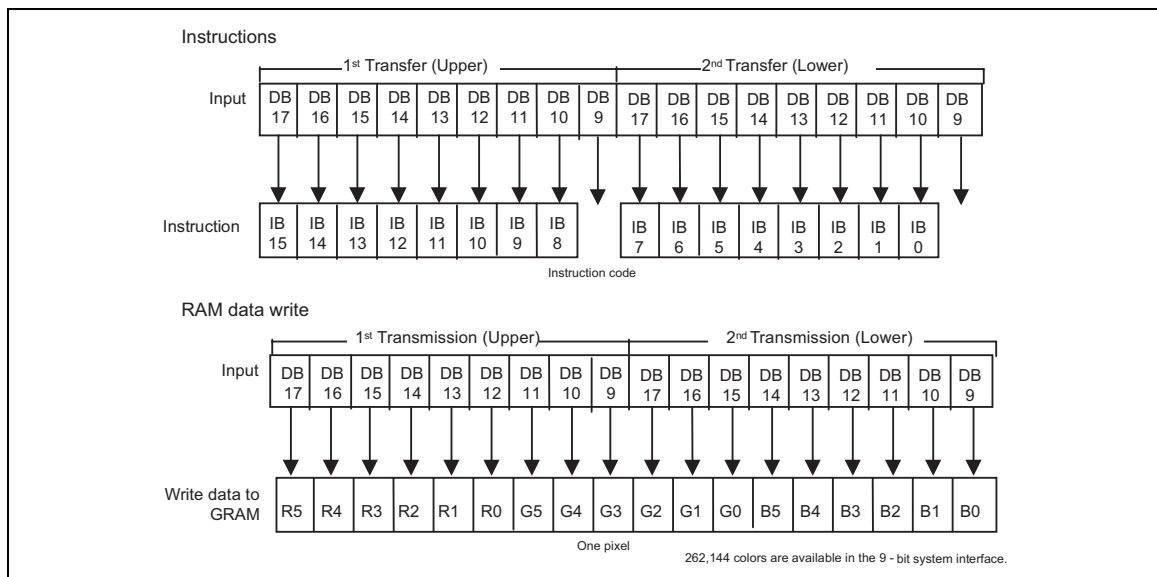 Instructions
1st Transfer (Upper) 2nd Transfer (Lower)
Input DB 17 DB 16 DB 15 DB 14 DB 13 DB 12 DB 11 DB 10 DB 9 DB 17 DB 16 DB 15 DB 14 DB 13 DB 12 DB 11 DB 10 DB 9
Instruction IB 15 IB 14 IB 13 IB 12 IB 11 IB 10 IB 9 IB 8 IB 7 IB 6 IB 5 IB 4 IB 3 IB 2 IB 1 IB 0
Instruction code
RAM data write
1st Transmission (Upper) 2nd Transmission (Lower)
Input DB 17 DB 16 DB 15 DB 14 DB 13 DB 12 DB 11 DB 10 DB 9 DB 17 DB 16 DB 15 DB 14 DB 13 DB 12 DB 11 DB 10 DB 9
Write data to GRAM R5 R4 R3 R2 R1 R0 G5 G4 G3 G2 G1 G0 B5 B4 B3 B2 B1 B0
One pixel
262,144 colors are available in the 9 - bit system interface.